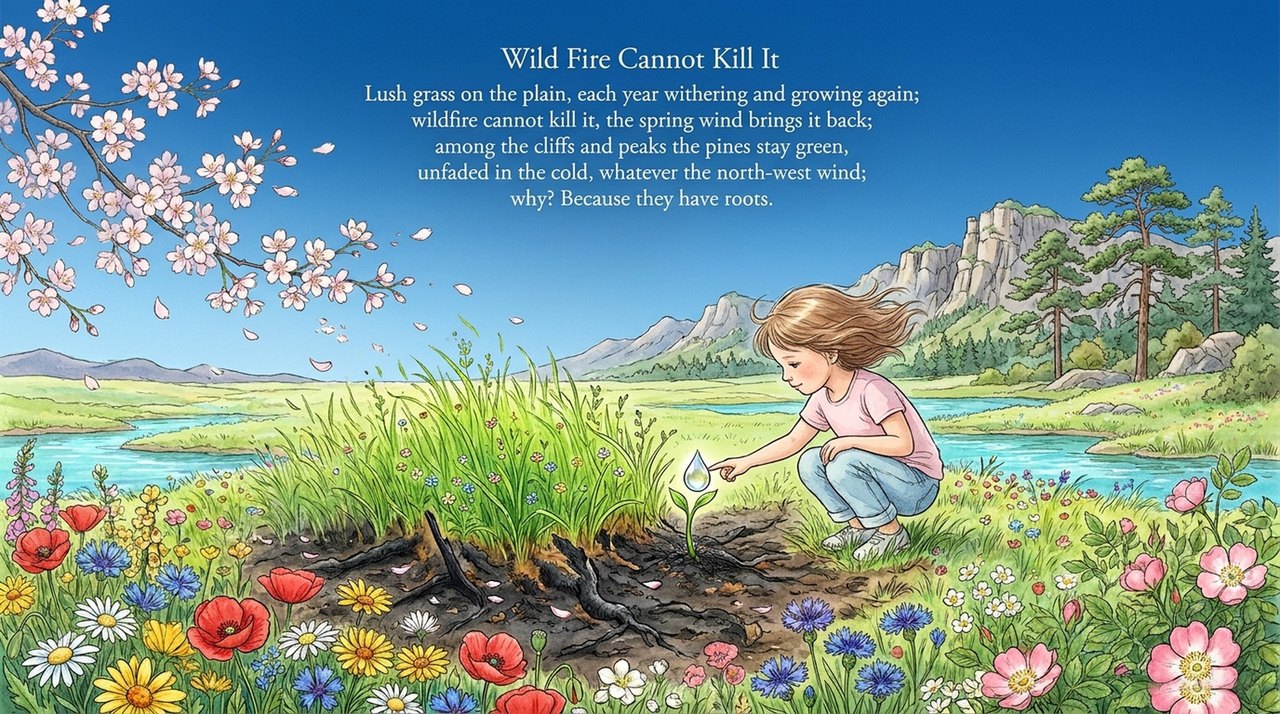 Wild Fire Cannot Kill It
Lush grass on the plain, each year withering and growing again;
wildfire cannot kill it, the spring wind brings it back;
among the cliffs and peaks the pines stay green,
unfaded in the cold, whatever the north-west wind;
why? Because they have roots.